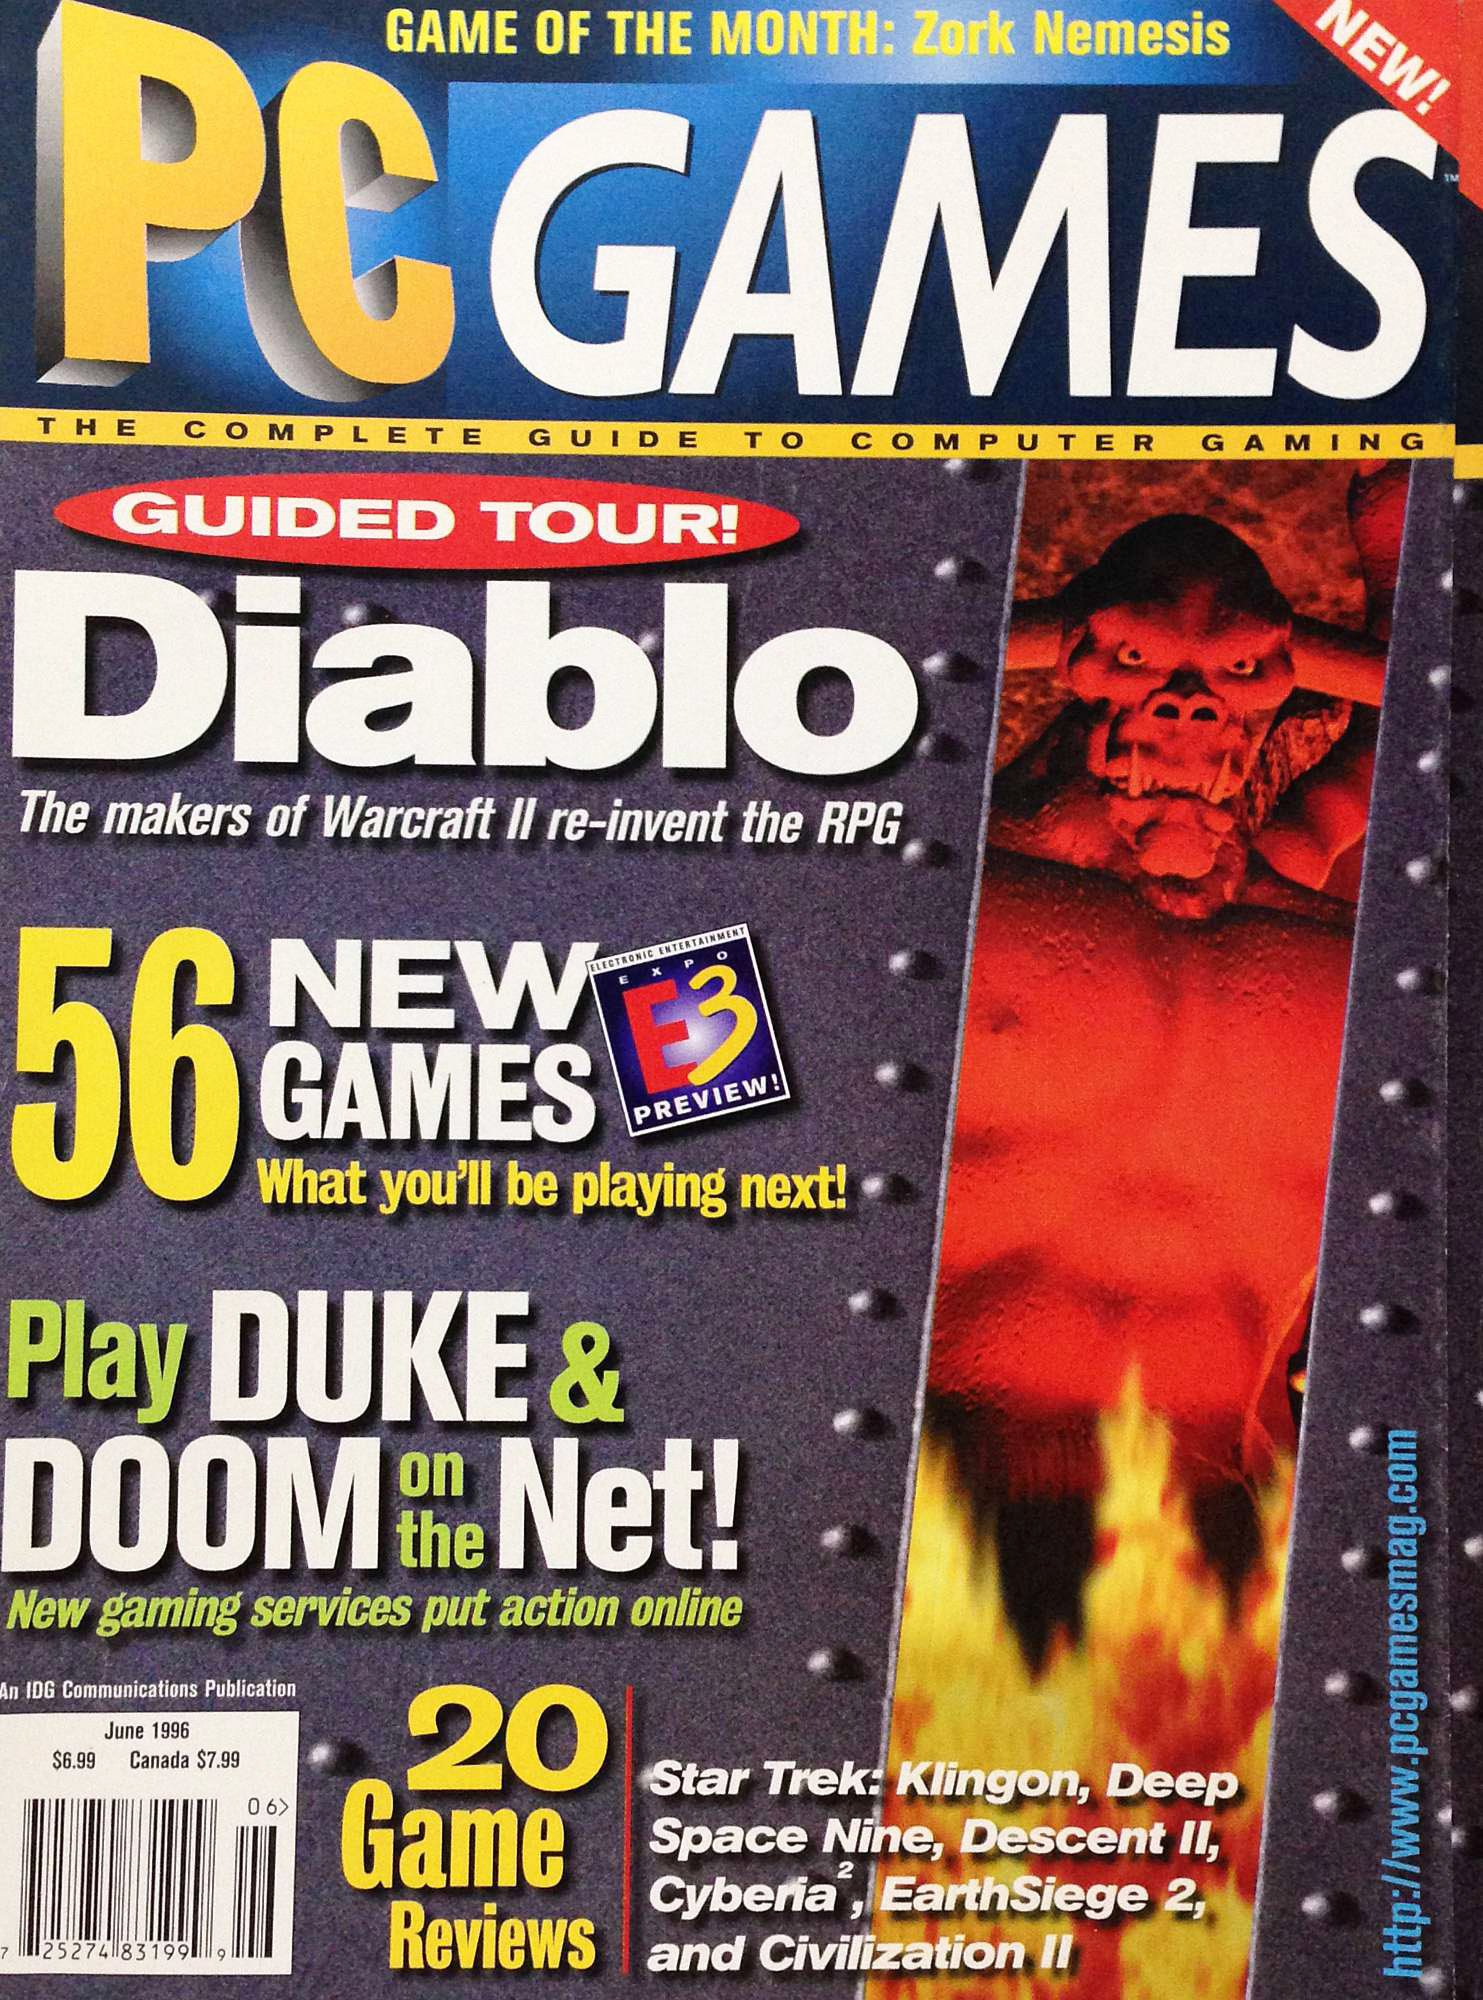 GAME OF THE MONTH: Zork Nemesis
NEW!
PC GAMES™
THE COMPLETE GUIDE TO COMPUTER GAMING
GUIDED TOUR!
Diablo
The makers of Warcraft II re-invent the RPG
56 NEW
GAMES
ELECTRONIC ENTERTAINMENT
EXPO
E3
PREVIEW!
What you'll be playing next!
Play DUKE &
DOOM on the Net!
New gaming services put action online
An IDG Communications Publication
June 1996
$6.99 Canada $7.99
06>
7 25274 83199 9
20
Game
Reviews
Star Trek: Klingon, Deep
Space Nine, Descent II,
Cyberia², EarthSiege 2,
and Civilization II
http://www.pcgamesmag.com